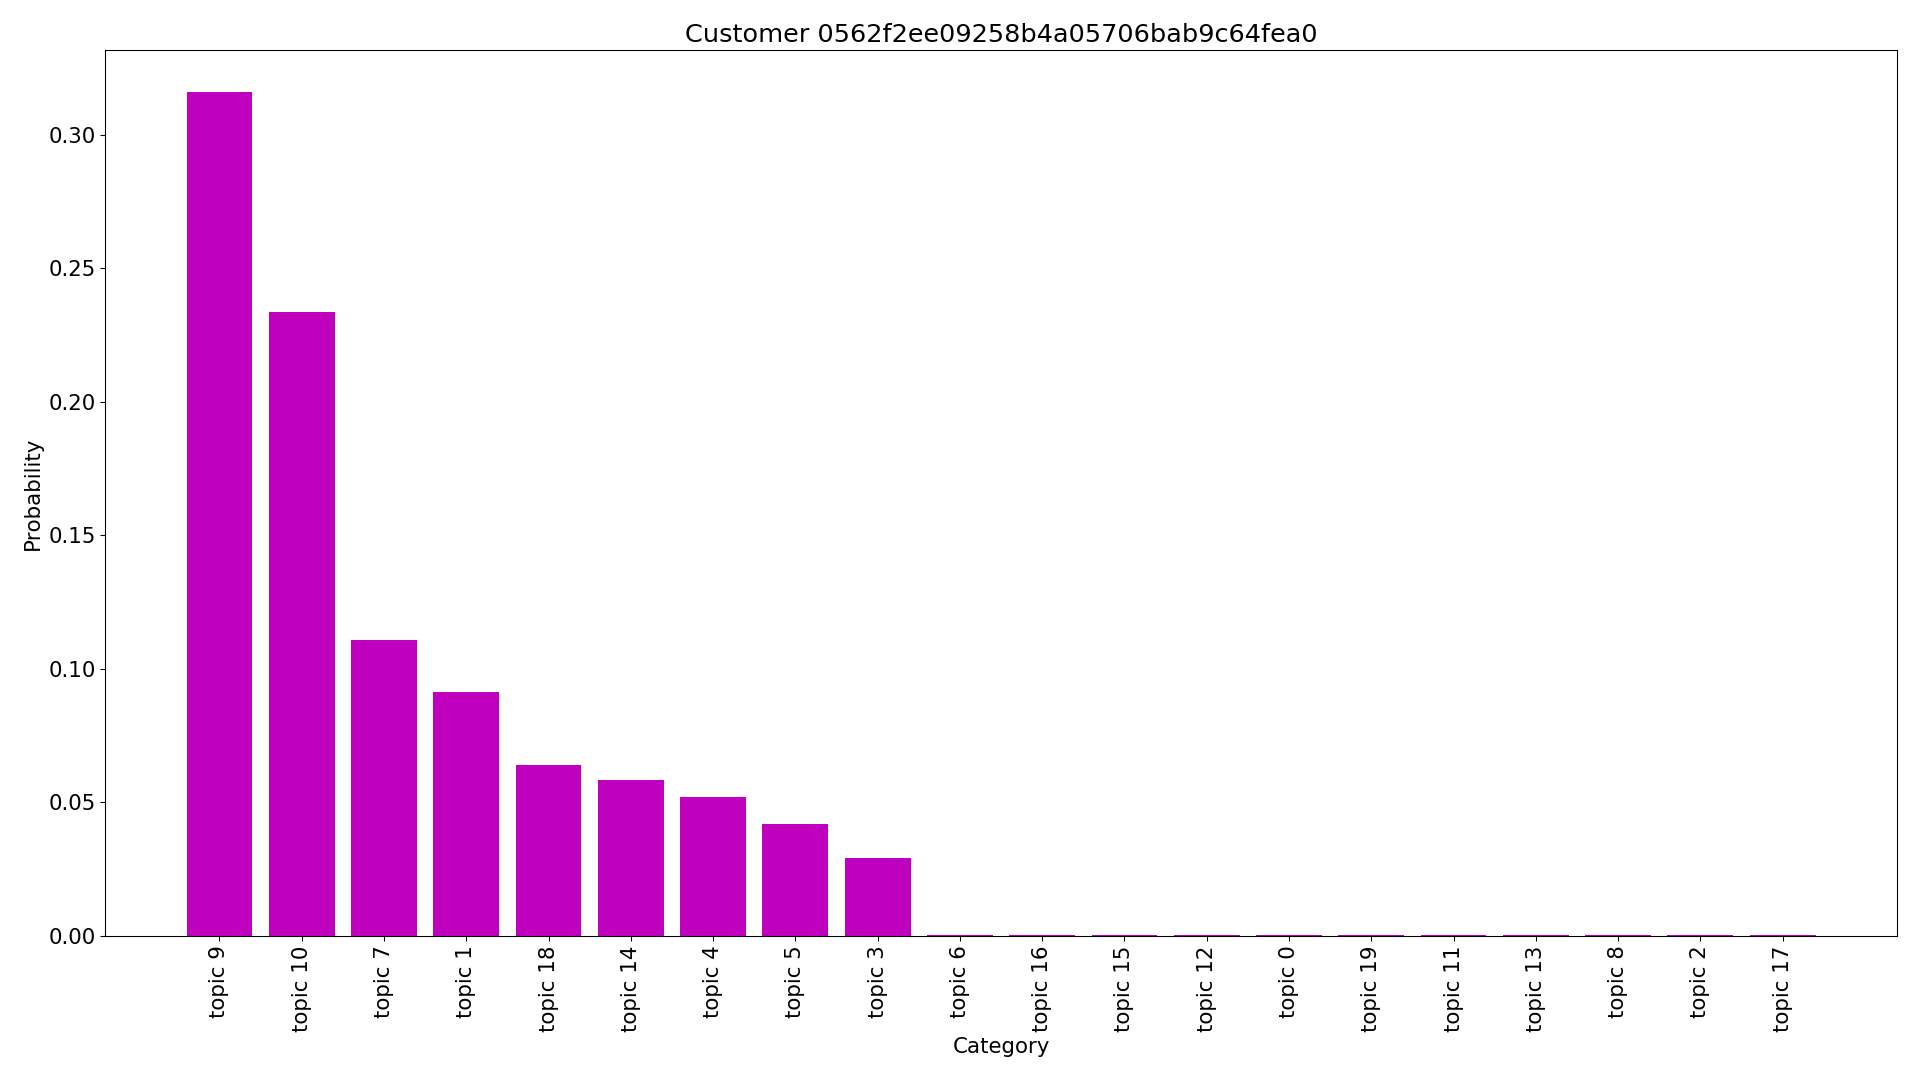 Customer 0562f2ee09258b4a05706bab9c64fea0
Probability
0.30
0.25
0.20
0.15
0.10
0.05
0.00
topic 9
topic 10
topic 7
topic 1
topic 18
topic 14
topic 4
topic 5
topic 3
topic 6
topic 16
topic 15
topic 12
topic 0
topic 19
topic 11
topic 13
topic 8
topic 2
topic 17
Category